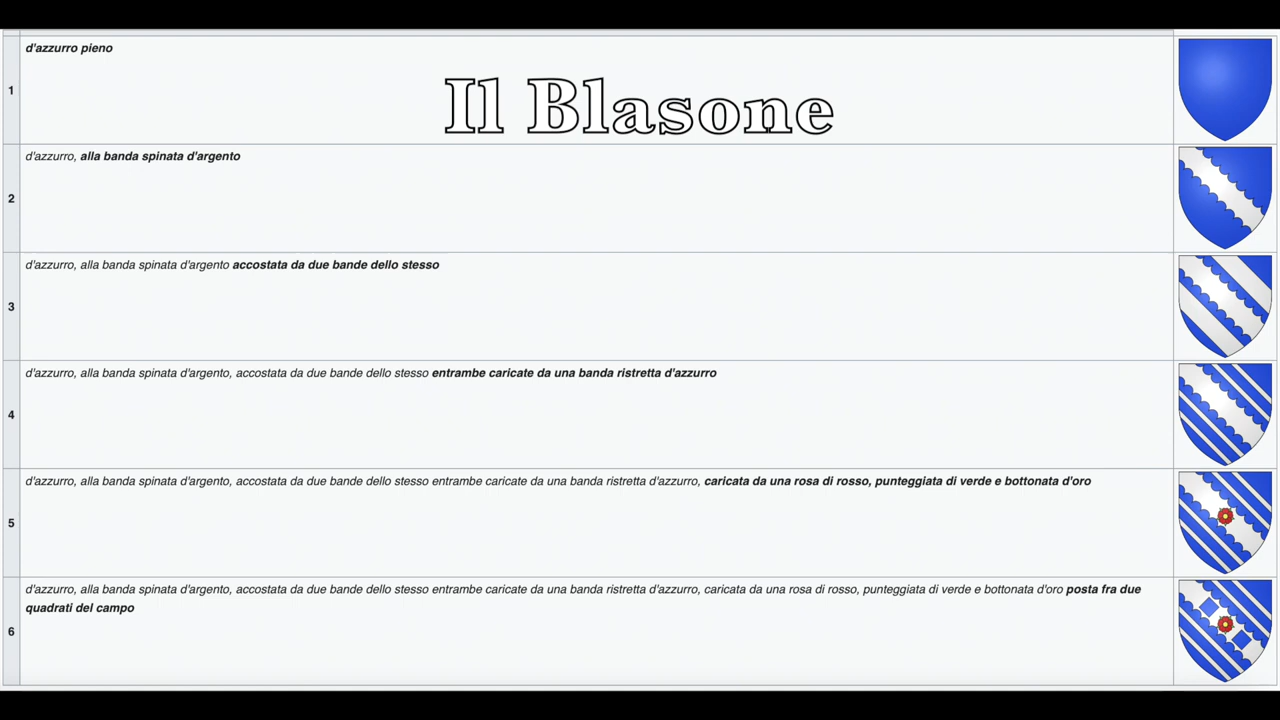 d'azzurro pieno
1
Il Blasone
d'azzurro, alla banda spinata d'argento
2
d'azzurro, alla banda spinata d'argento accostata da due bande dello stesso
3
d'azzurro, alla banda spinata d'argento, accostata da due bande dello stesso entrambe caricate da una banda ristretta d'azzurro
4
d'azzurro, alla banda spinata d'argento, accostata da due bande dello stesso entrambe caricate da una banda ristretta d'azzurro, caricata da una rosa di rosso, punteggiata di verde e bottonata d'oro
5
d'azzurro, alla banda spinata d'argento, accostata da due bande dello stesso entrambe caricate da una banda ristretta d'azzurro, caricata da una rosa di rosso, punteggiata di verde e bottonata d'oro posta fra due
quadrati del campo
6